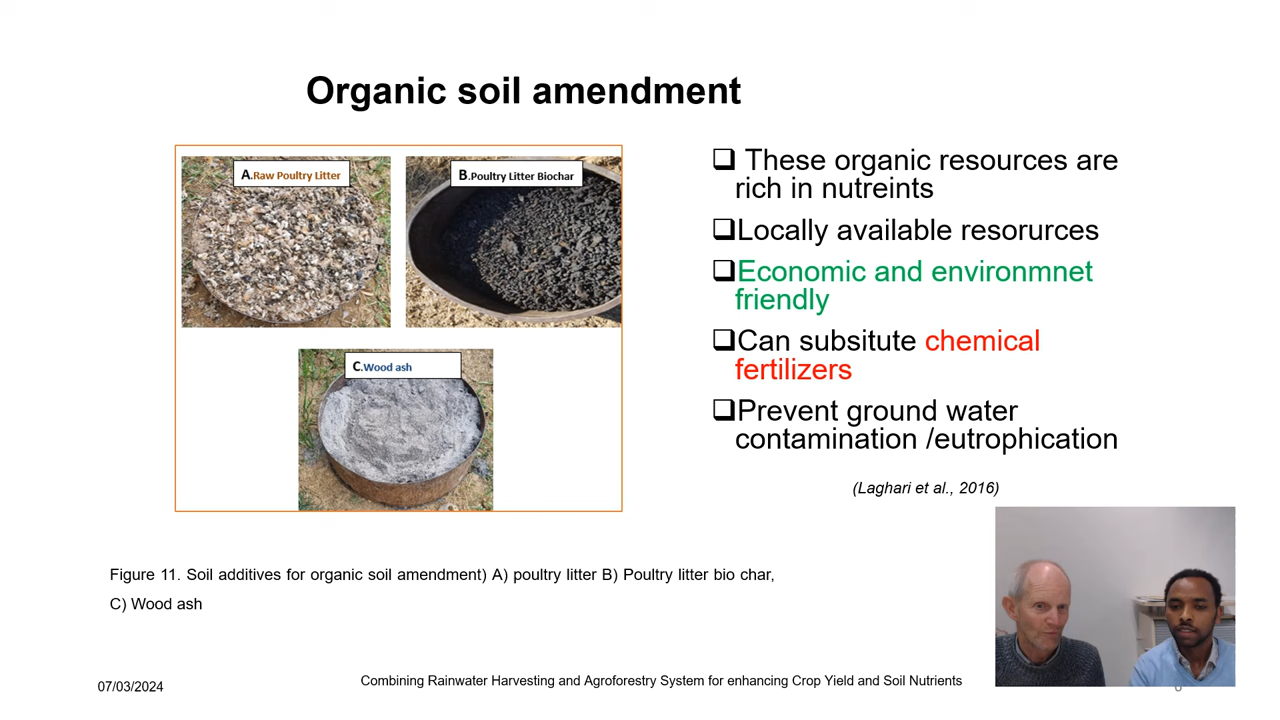 Organic soil amendment
A.Raw Poultry Litter
B.Poultry Litter Biochar
C.Wood ash
❑ These organic resources are
rich in nutreints
❑Locally available resorurces
❑Economic and environmnet
friendly
❑Can subsitute chemical
fertilizers
❑Prevent ground water
contamination /eutrophication
(Laghari et al., 2016)
Figure 11. Soil additives for organic soil amendment) A) poultry litter B) Poultry litter bio char,
C) Wood ash
07/03/2024
Combining Rainwater Harvesting and Agroforestry System for enhancing Crop Yield and Soil Nutrients